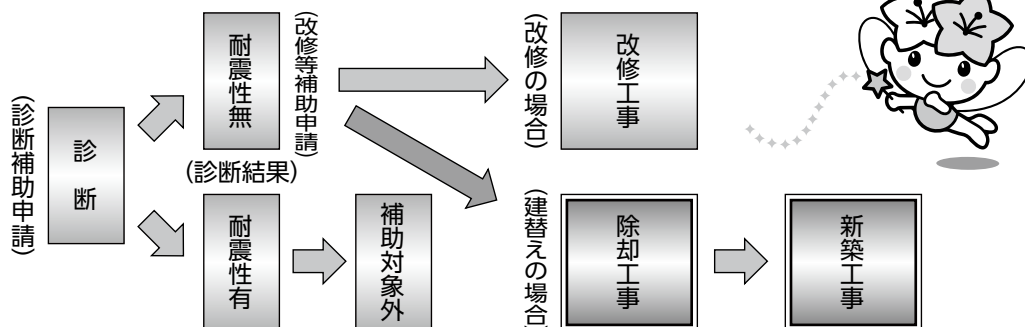 （診断補助申請）
診断
耐震性無
（改修等補助申請）
（診断結果）
耐震性有
補助対象外
（改修の場合）
改修工事
（建替えの場合）
除却工事
新築工事